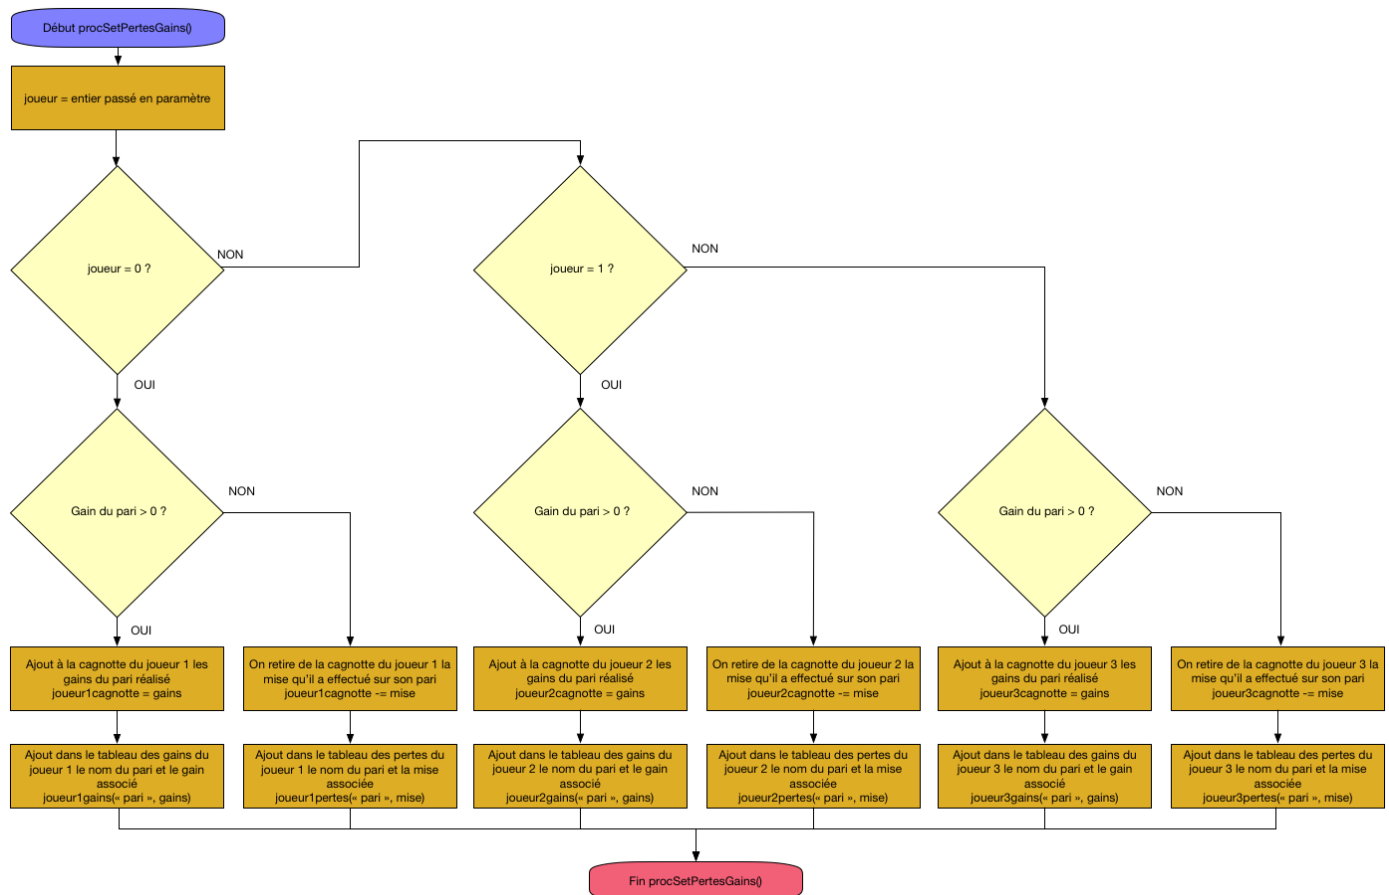 Début procSetPertesGains()
joueur = entier passé en paramètre
joueur = 0 ?
NON
joueur = 1 ?
NON
OUI
OUI
Gain du pari > 0 ?
NON
Gain du pari > 0 ?
NON
Gain du pari > 0 ?
NON
OUI
OUI
OUI
Ajout à la cagnotte du joueur 1 les
gains du pari réalisé
joueur1cagnotte = gains
On retire de la cagnotte du joueur 1 la
mise qu'il a effectué sur son pari
joueur1cagnotte -= mise
Ajout à la cagnotte du joueur 2 les
gains du pari réalisé
joueur2cagnotte = gains
On retire de la cagnotte du joueur 2 la
mise qu'il a effectué sur son pari
joueur2cagnotte -= mise
Ajout à la cagnotte du joueur 3 les
gains du pari réalisé
joueur3cagnotte = gains
On retire de la cagnotte du joueur 3 la
mise qu'il a effectué sur son pari
joueur3cagnotte -= mise
Ajout dans le tableau des gains du
joueur 1 le nom du pari et le gain
associé
joueur1gains(« pari », gains)
Ajout dans le tableau des pertes du
joueur 1 le nom du pari et la mise
associée
joueur1pertes(« pari », mise)
Ajout dans le tableau des gains du
joueur 2 le nom du pari et le gain
associé
joueur2gains(« pari », gains)
Ajout dans le tableau des pertes du
joueur 2 le nom du pari et la mise
associée
joueur2pertes(« pari », mise)
Ajout dans le tableau des gains du
joueur 3 le nom du pari et le gain
associé
joueur3gains(« pari », gains)
Ajout dans le tableau des pertes du
joueur 3 le nom du pari et la mise
associée
joueur3pertes(« pari », mise)
Fin procSetPertesGains()